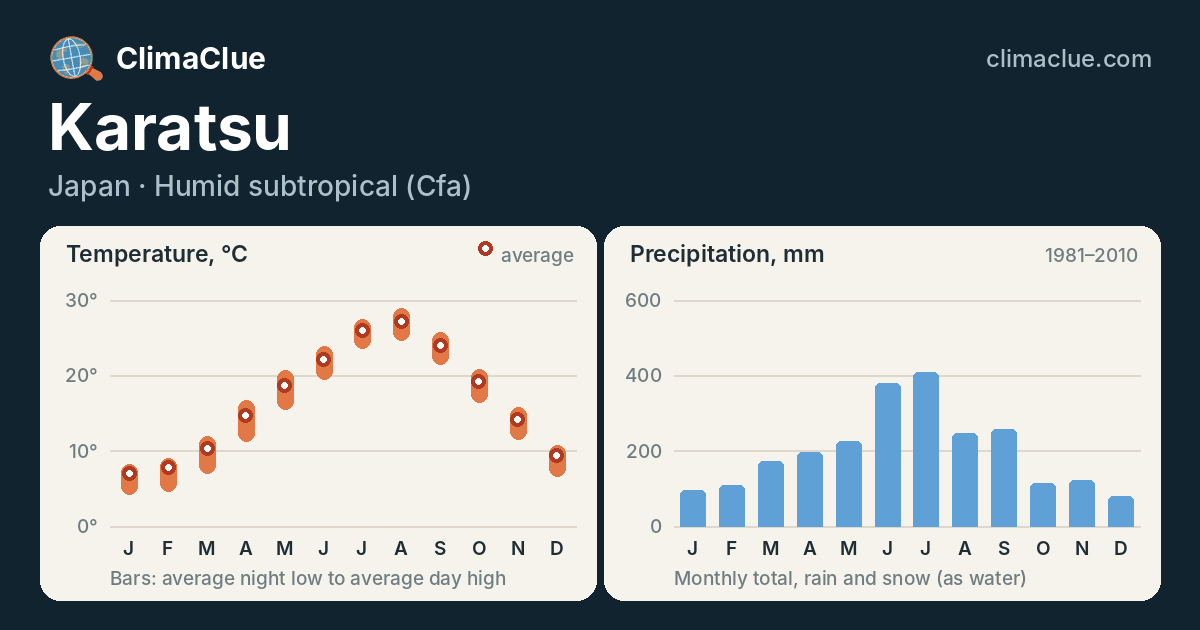 ClimaClue
climaclue.com
Karatsu
Japan · Humid subtropical (Cfa)
Temperature, °C
average
30°
20°
10°
0°
J F M A M J J A S O N D
Bars: average night low to average day high
Precipitation, mm
1981–2010
600
400
200
0
J F M A M J J A S O N D
Monthly total, rain and snow (as water)